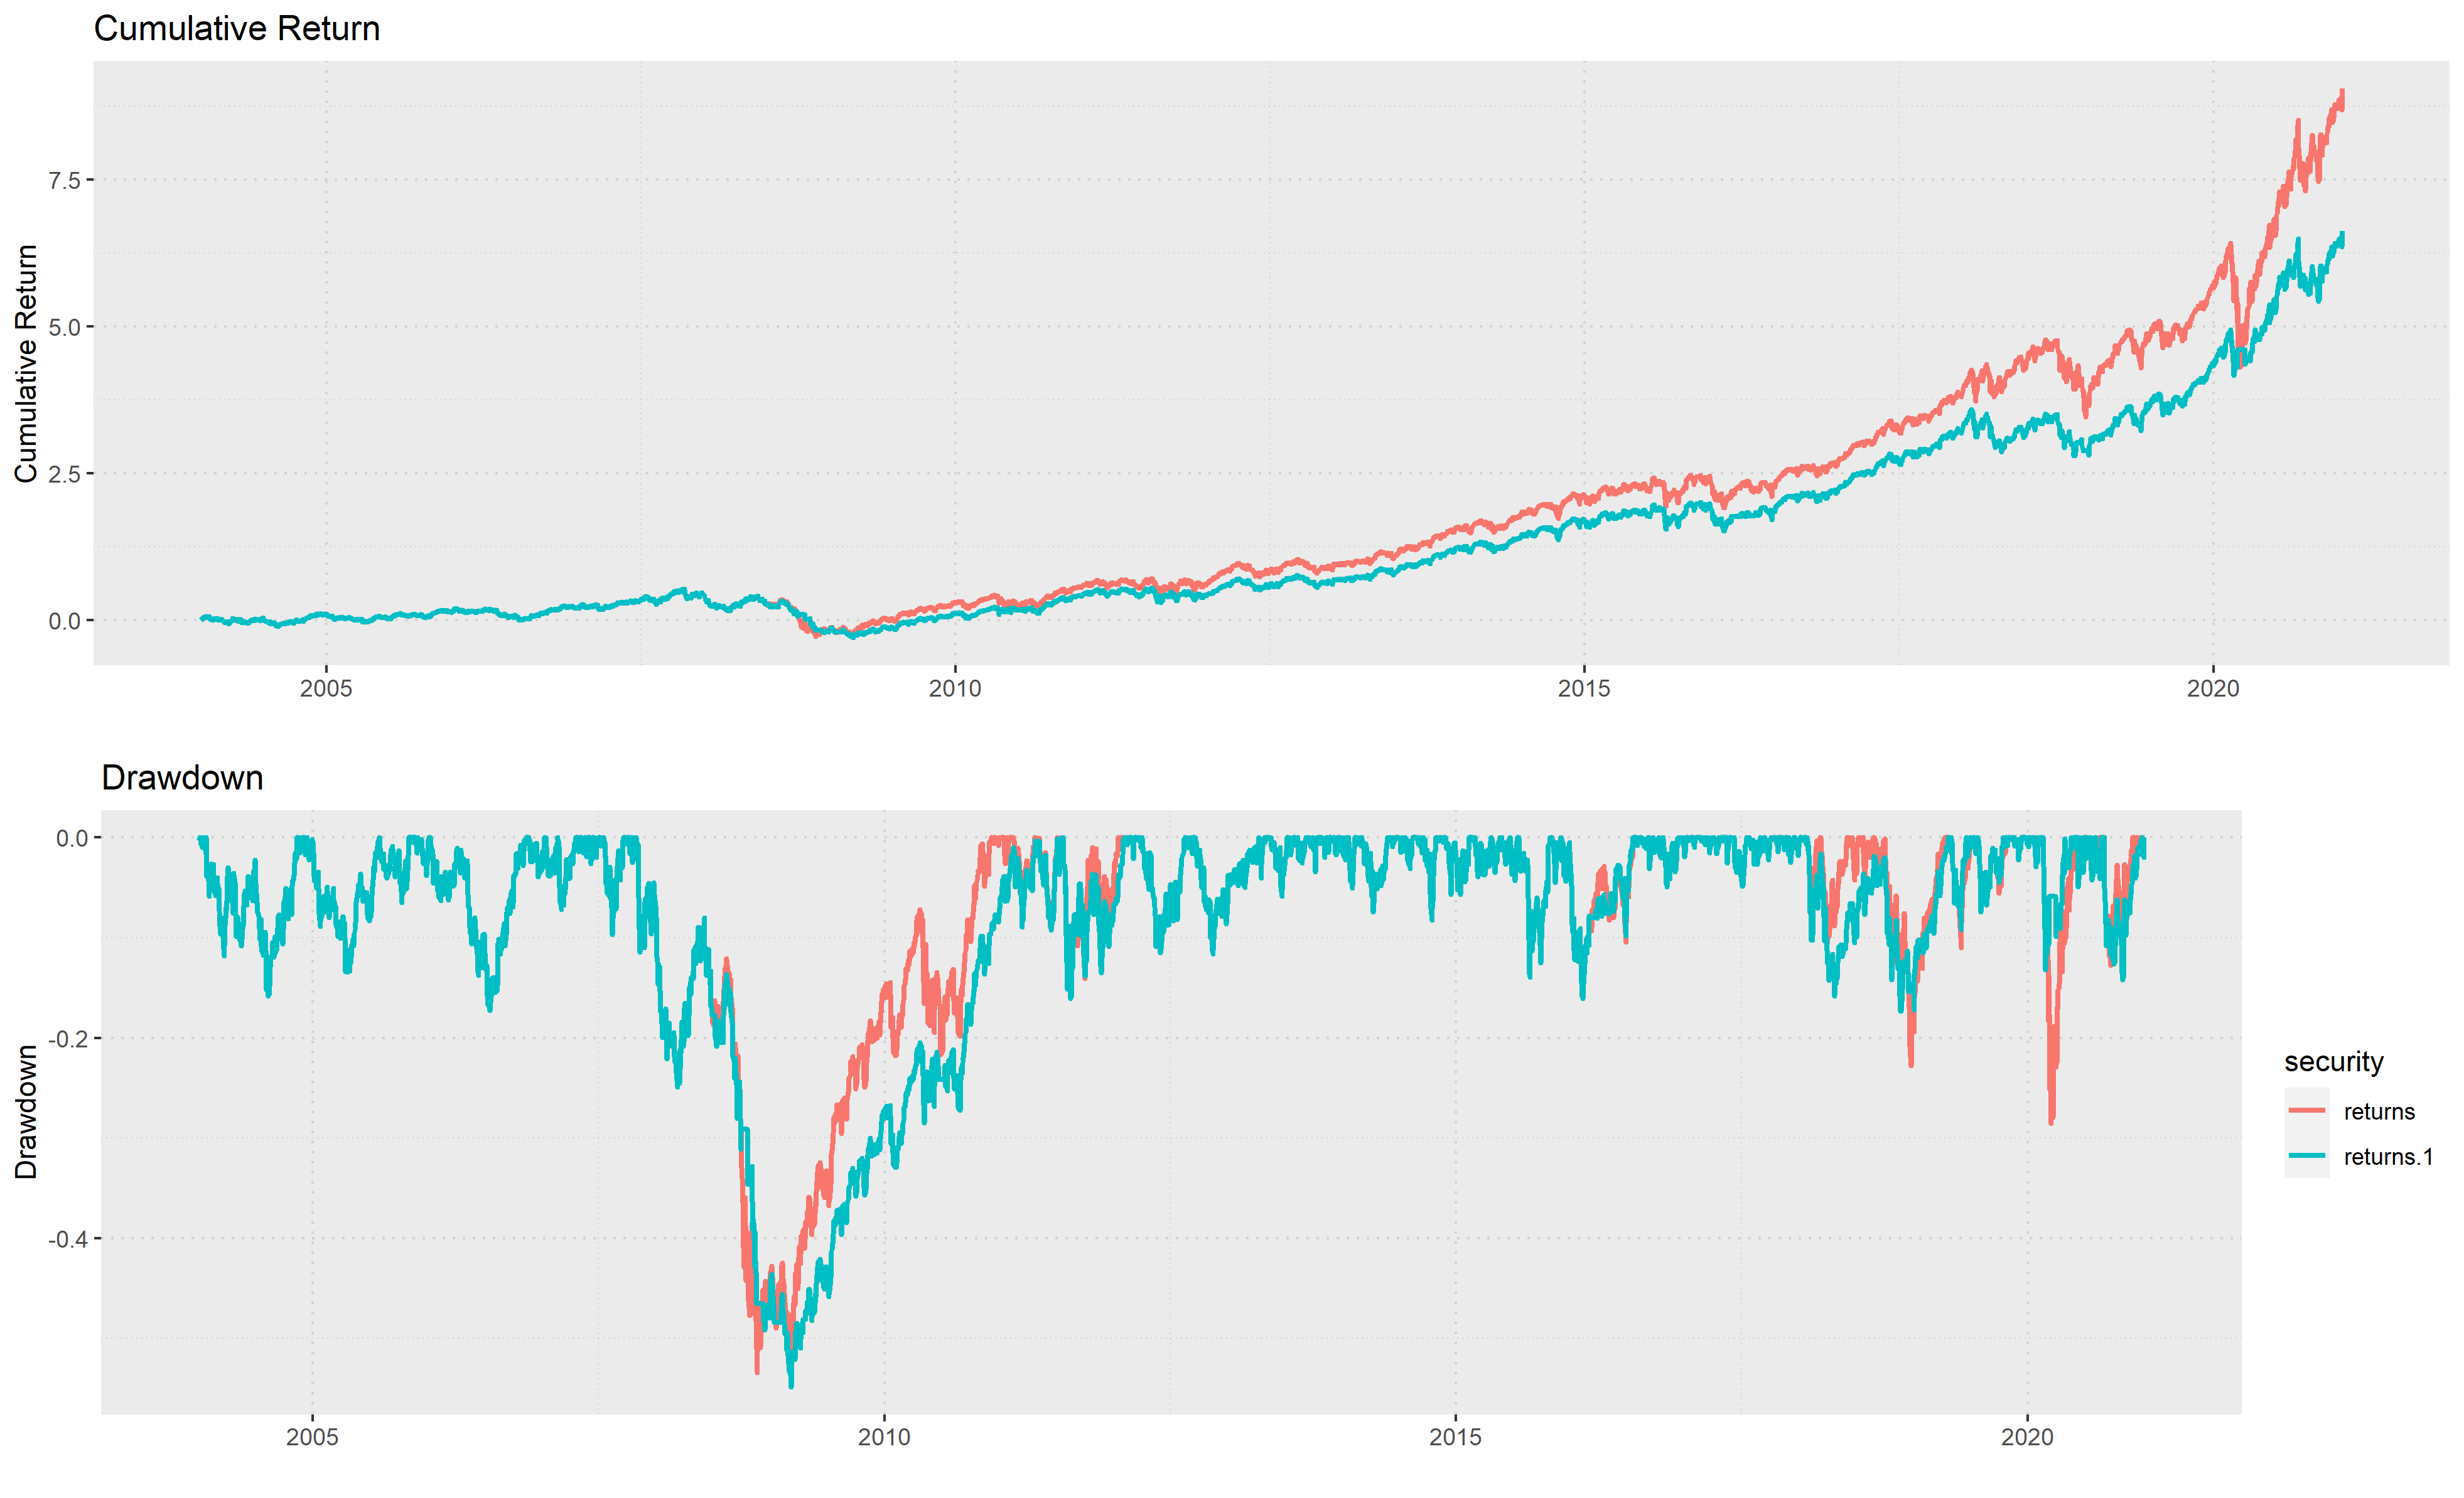 Cumulative Return
Cumulative Return
7.5
5.0
2.5
0.0
2005 2010 2015 2020
Drawdown
Drawdown
0.0
-0.2
-0.4
2005 2010 2015 2020
security
returns
returns.1